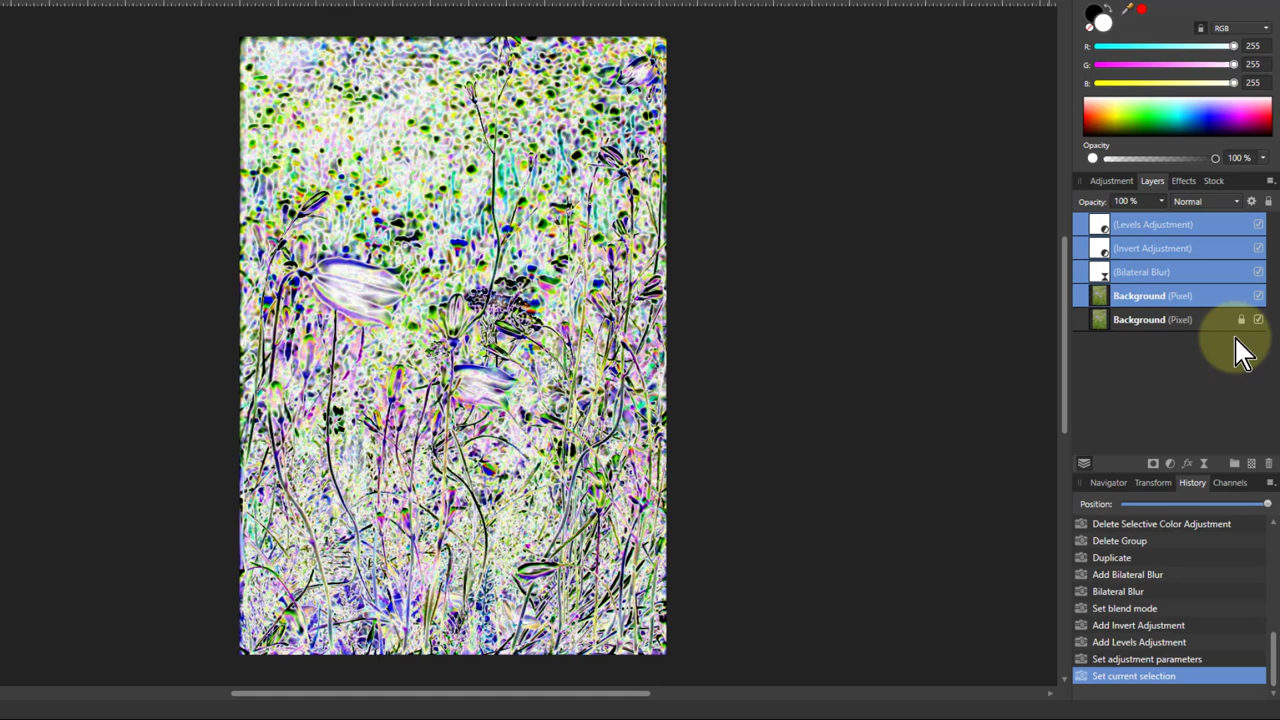 RGB
R: 255
G: 255
B: 255
Opacity
100 %
Adjustment Layers Effects Stock
Opacity: 100 % Normal
(Levels Adjustment)
(Invert Adjustment)
(Bilateral Blur)
Background (Pixel)
Background (Pixel)
fx
Navigator Transform History Channels
Position:
Delete Selective Color Adjustment
Delete Group
Duplicate
Add Bilateral Blur
Bilateral Blur
Set blend mode
Add Invert Adjustment
Add Levels Adjustment
Set adjustment parameters
Set current selection